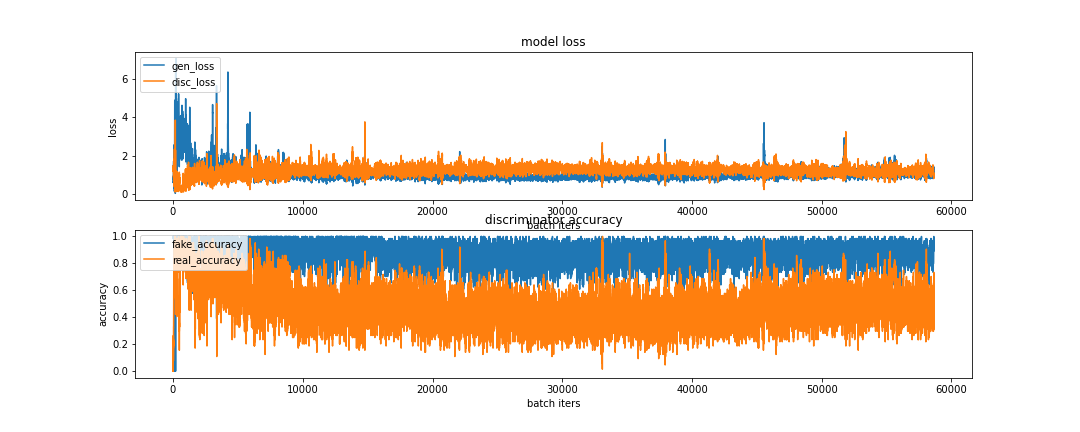 model loss
gen_loss
disc_loss
loss
6
4
2
0
0 10000 20000 30000 40000 50000 60000
batch iters
discriminator accuracy
fake_accuracy
real_accuracy
accuracy
1.0
0.8
0.6
0.4
0.2
0.0
0 10000 20000 30000 40000 50000 60000
batch iters